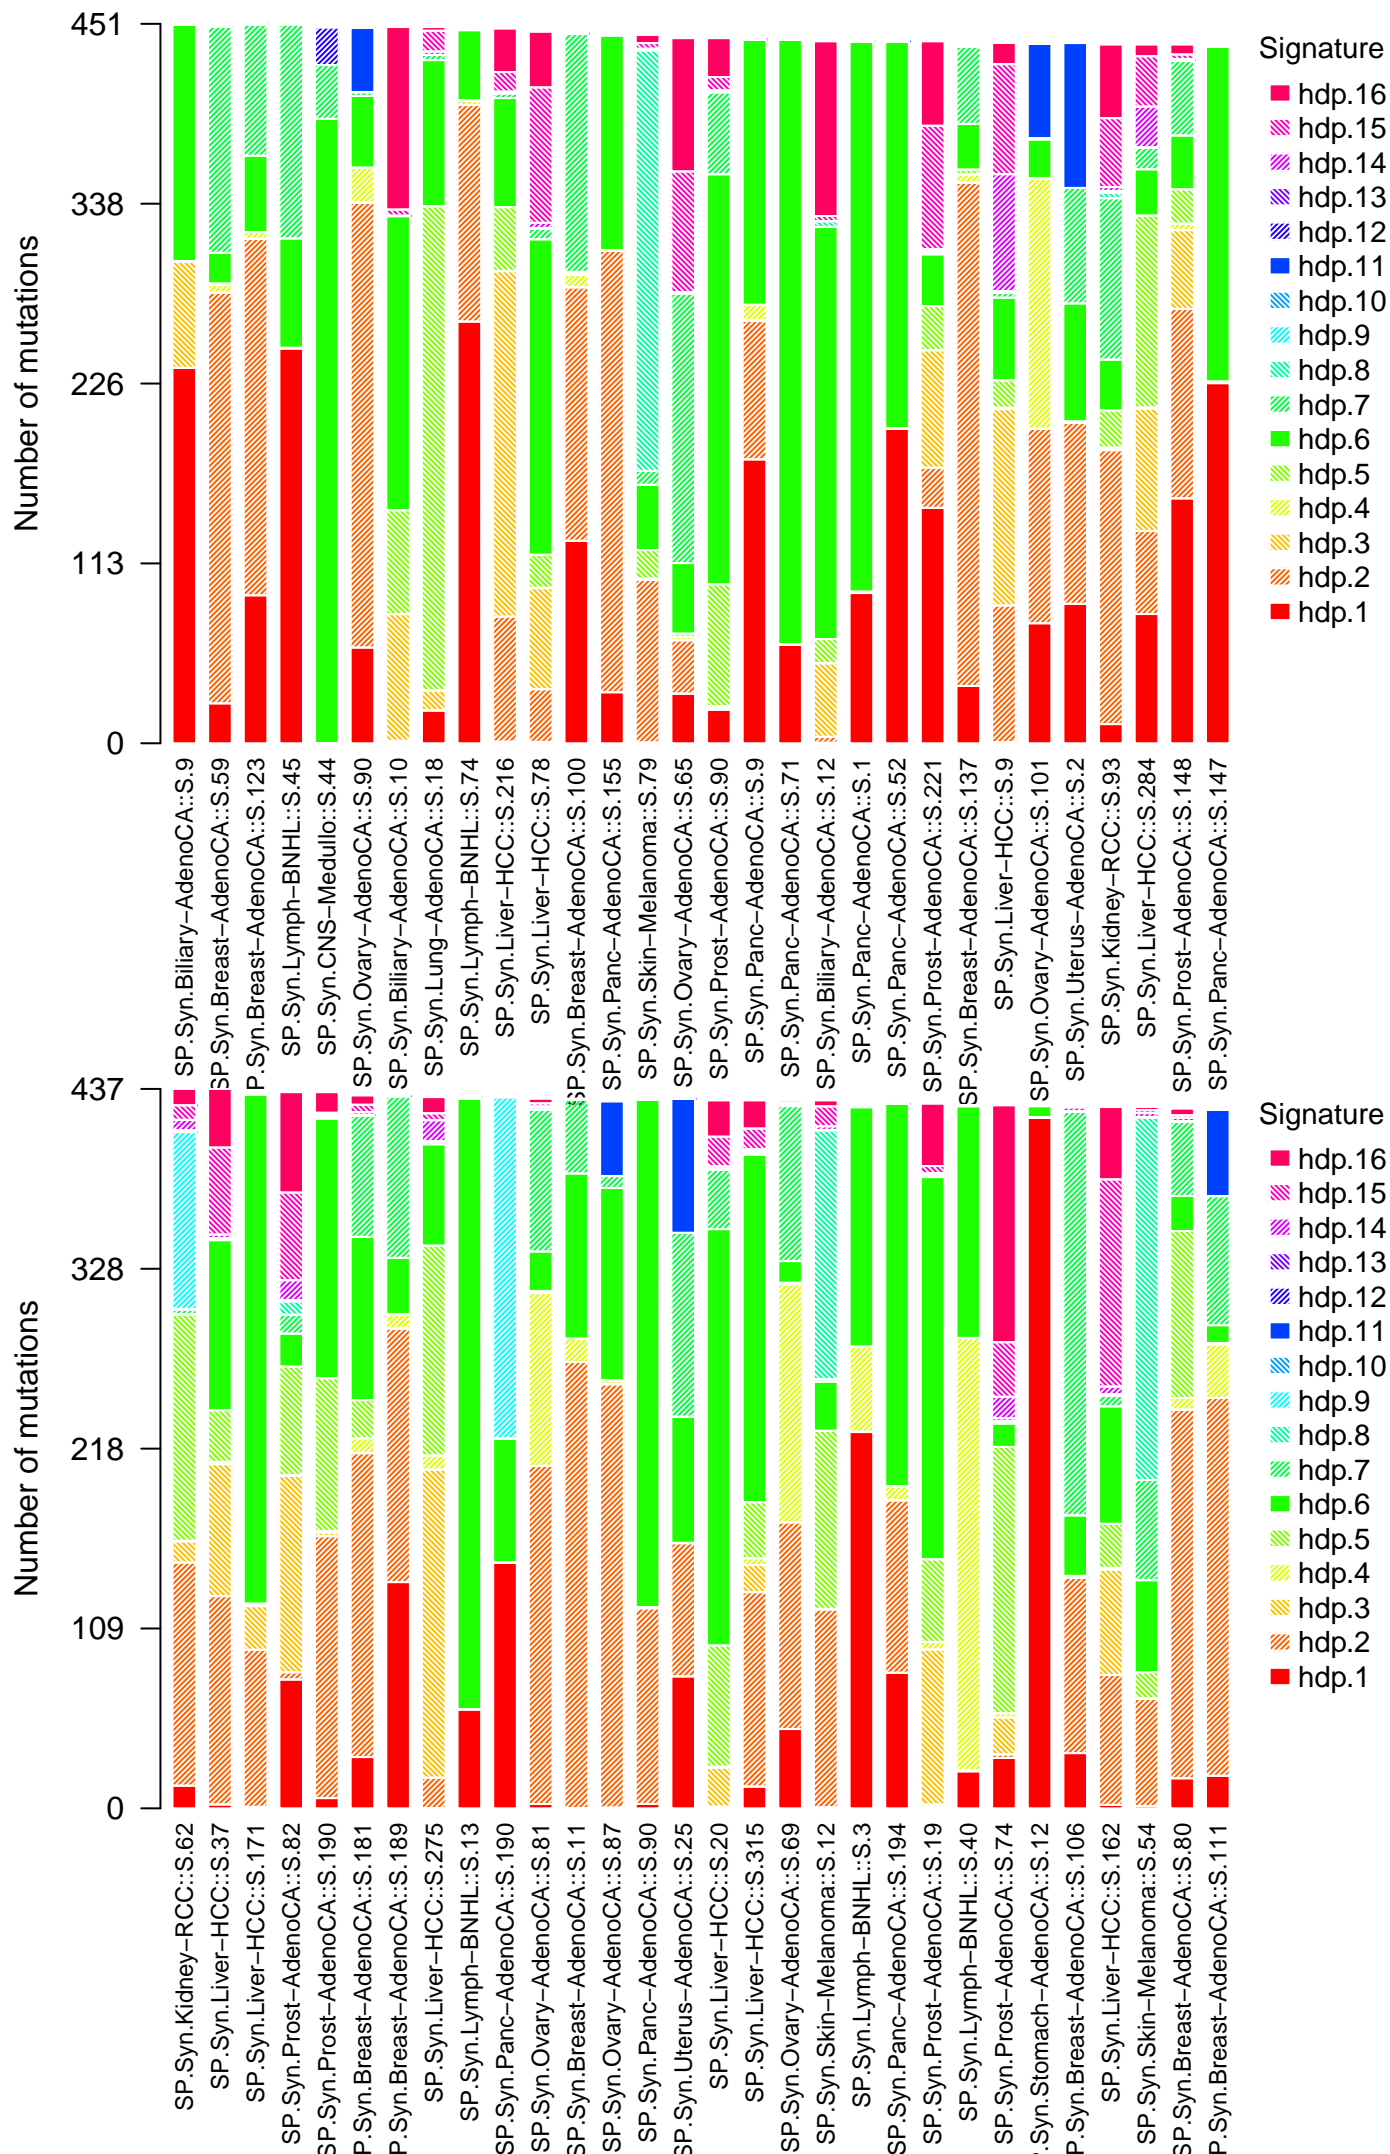 Number of mutations
451
338
226
113
0
Signature
hdp.16
hdp.15
hdp.14
hdp.13
hdp.12
hdp.11
hdp.10
hdp.9
hdp.8
hdp.7
hdp.6
hdp.5
hdp.4
hdp.3
hdp.2
hdp.1
SP.Syn.Biliary−AdenoCA::S.9
SP.Syn.Breast−AdenoCA::S.59
P.Syn.Breast−AdenoCA::S.123
SP.Syn.Lymph−BNHL::S.45
SP.Syn.CNS−Medullo::S.44
SP.Syn.Ovary−AdenoCA::S.90
SP.Syn.Biliary−AdenoCA::S.10
SP.Syn.Lung−AdenoCA::S.18
SP.Syn.Lymph−BNHL::S.74
SP.Syn.Liver−HCC::S.216
SP.Syn.Liver−HCC::S.78
SP.Syn.Breast−AdenoCA::S.100
SP.Syn.Panc−AdenoCA::S.155
SP.Syn.Skin−Melanoma::S.79
SP.Syn.Ovary−AdenoCA::S.65
SP.Syn.Prost−AdenoCA::S.90
SP.Syn.Panc−AdenoCA::S.9
SP.Syn.Panc−AdenoCA::S.71
SP.Syn.Biliary−AdenoCA::S.12
SP.Syn.Panc−AdenoCA::S.1
SP.Syn.Panc−AdenoCA::S.52
SP.Syn.Prost−AdenoCA::S.221
SP.Syn.Breast−AdenoCA::S.137
SP.Syn.Liver−HCC::S.9
SP.Syn.Ovary−AdenoCA::S.101
SP.Syn.Uterus−AdenoCA::S.2
SP.Syn.Kidney−RCC::S.93
SP.Syn.Liver−HCC::S.284
SP.Syn.Prost−AdenoCA::S.148
SP.Syn.Panc−AdenoCA::S.147
Number of mutations
437
328
218
109
0
Signature
hdp.16
hdp.15
hdp.14
hdp.13
hdp.12
hdp.11
hdp.10
hdp.9
hdp.8
hdp.7
hdp.6
hdp.5
hdp.4
hdp.3
hdp.2
hdp.1
SP.Syn.Kidney−RCC::S.62
SP.Syn.Liver−HCC::S.37
SP.Syn.Liver−HCC::S.171
SP.Syn.Prost−AdenoCA::S.82
SP.Syn.Prost−AdenoCA::S.190
P.Syn.Breast−AdenoCA::S.181
SP.Syn.Breast−AdenoCA::S.189
SP.Syn.Liver−HCC::S.275
SP.Syn.Lymph−BNHL::S.13
SP.Syn.Panc−AdenoCA::S.190
SP.Syn.Ovary−AdenoCA::S.81
SP.Syn.Breast−AdenoCA::S.11
SP.Syn.Ovary−AdenoCA::S.87
SP.Syn.Panc−AdenoCA::S.90
SP.Syn.Uterus−AdenoCA::S.25
SP.Syn.Liver−HCC::S.20
SP.Syn.Liver−HCC::S.315
SP.Syn.Ovary−AdenoCA::S.69
SP.Syn.Skin−Melanoma::S.12
SP.Syn.Lymph−BNHL::S.3
SP.Syn.Panc−AdenoCA::S.194
SP.Syn.Prost−AdenoCA::S.19
SP.Syn.Lymph−BNHL::S.40
SP.Syn.Prost−AdenoCA::S.74
.Syn.Stomach−AdenoCA::S.12
P.Syn.Breast−AdenoCA::S.106
SP.Syn.Liver−HCC::S.162
SP.Syn.Skin−Melanoma::S.54
SP.Syn.Breast−AdenoCA::S.80
P.Syn.Breast−AdenoCA::S.111